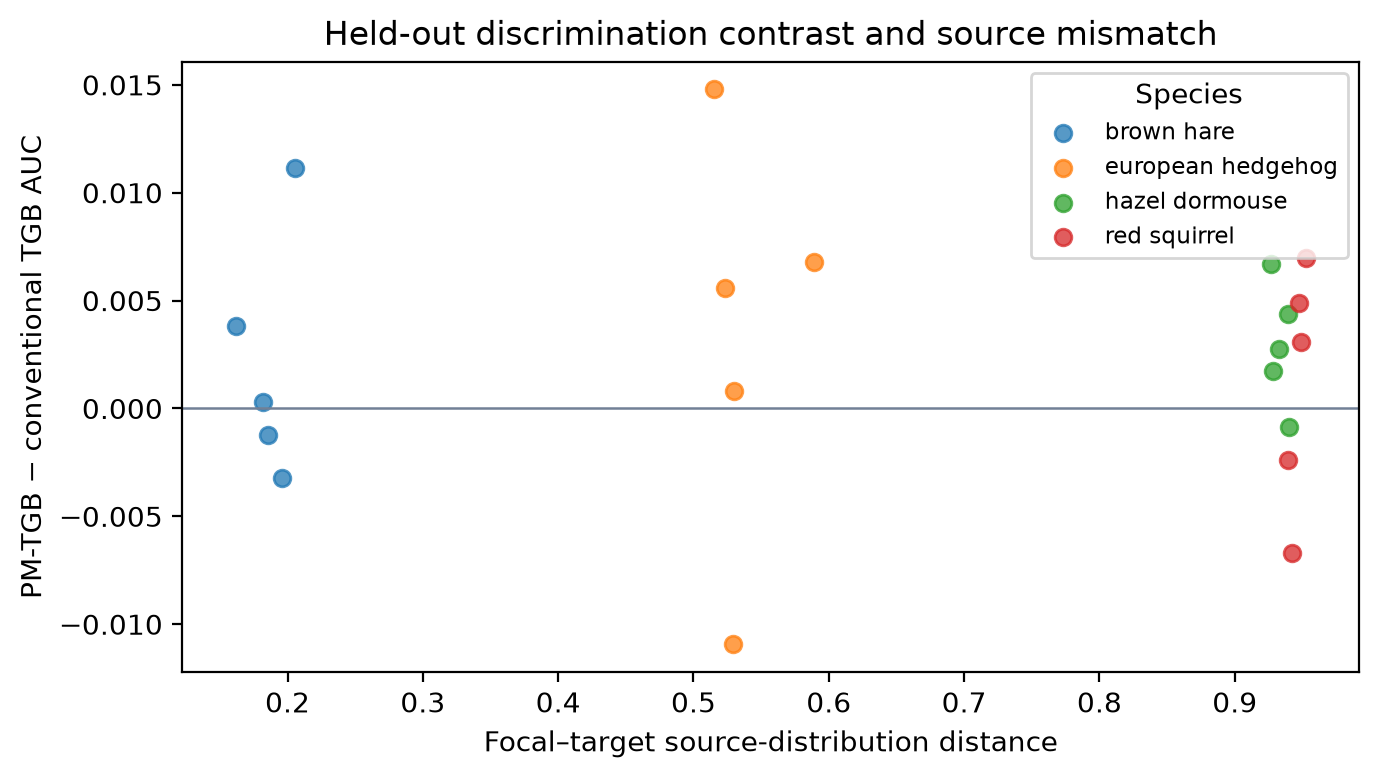 Held-out discrimination contrast and source mismatch
PM-TGB − conventional TGB AUC
0.015
0.010
0.005
0.000
−0.005
−0.010
Species
brown hare
european hedgehog
hazel dormouse
red squirrel
0.2 0.3 0.4 0.5 0.6 0.7 0.8 0.9
Focal–target source-distribution distance